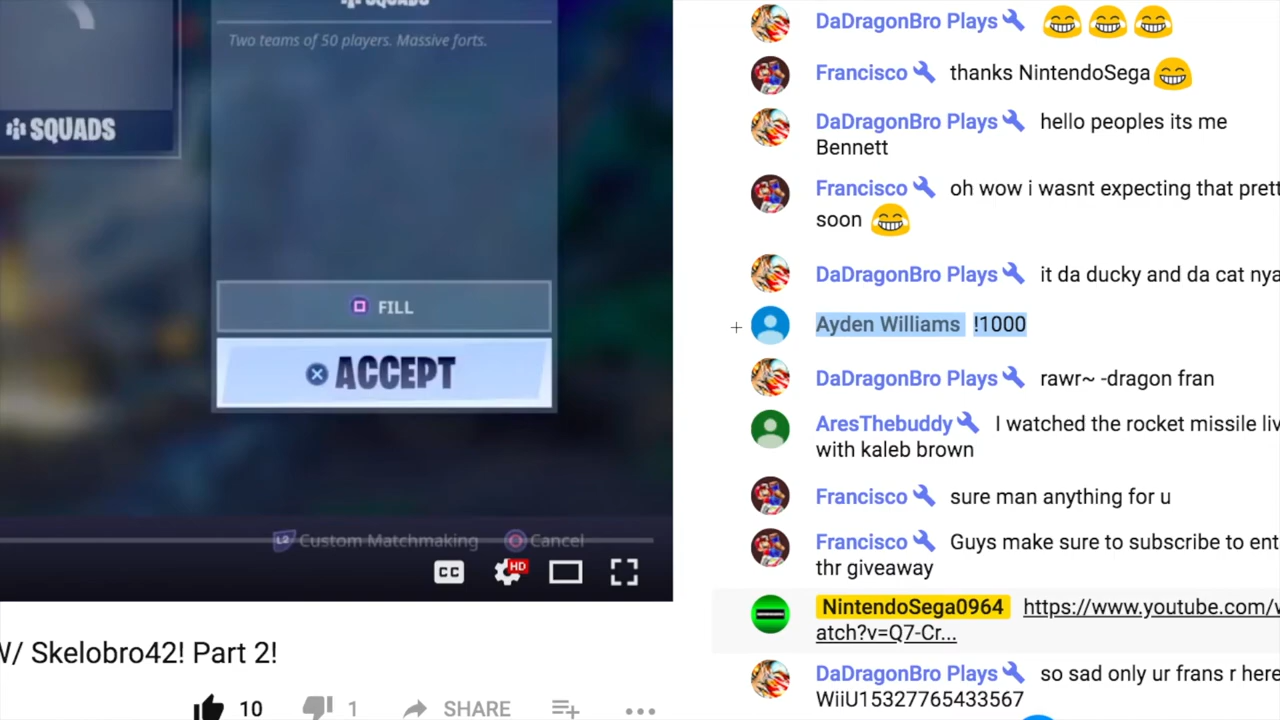 SQUADS
Two teams of 50 players. Massive forts.
SQUADS
FILL
ACCEPT
L2 Custom Matchmaking Cancel
CC HD
W/ Skelobro42! Part 2!
10 1 SHARE
DaDragonBro Plays
Francisco thanks NintendoSega
DaDragonBro Plays hello peoples its me
Bennett
Francisco oh wow i wasnt expecting that prett
soon
DaDragonBro Plays it da ducky and da cat nya
Ayden Williams !1000
DaDragonBro Plays rawr~ -dragon fran
AresThebuddy I watched the rocket missile liv
with kaleb brown
Francisco sure man anything for u
Francisco Guys make sure to subscribe to ent
thr giveaway
NintendoSega0964 https://www.youtube.com/v
atch?v=Q7-Cr...
DaDragonBro Plays so sad only ur frans r here
WiiU15327765433567